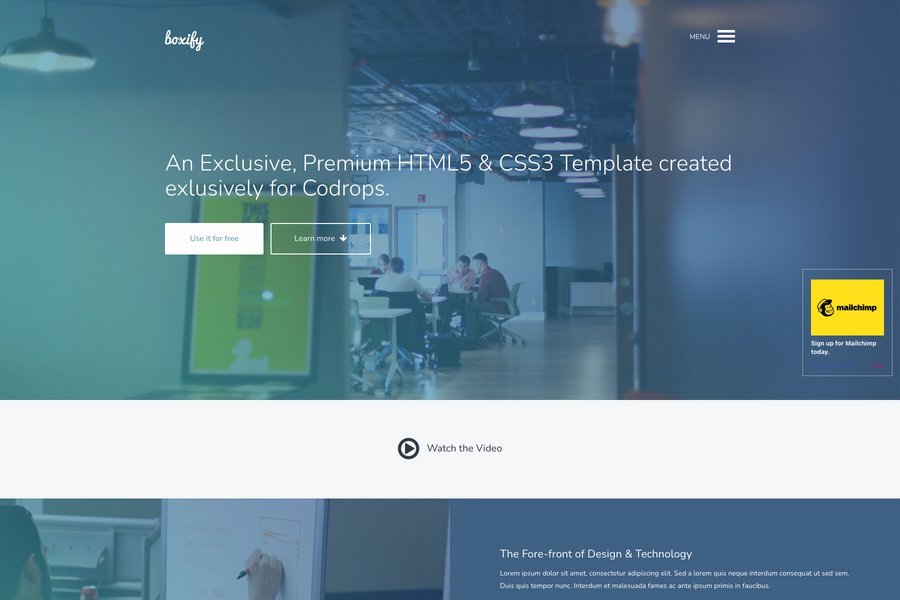 boxify
MENU
An Exclusive, Premium HTML5 & CSS3 Template created
exlusively for Codrops.
Use it for free
Learn more
THIS
mailchimp
Sign up for Mailchimp
today.
Watch the Video
The Fore-front of Design & Technology
Lorem ipsum dolor sit amet, consectetur adipiscing elit. Sed a lorem quis neque interdum consequat ut sed sem.
Duis quis tempor nunc. Interdum et malesuada fames ac ante ipsum primis in faucibus.